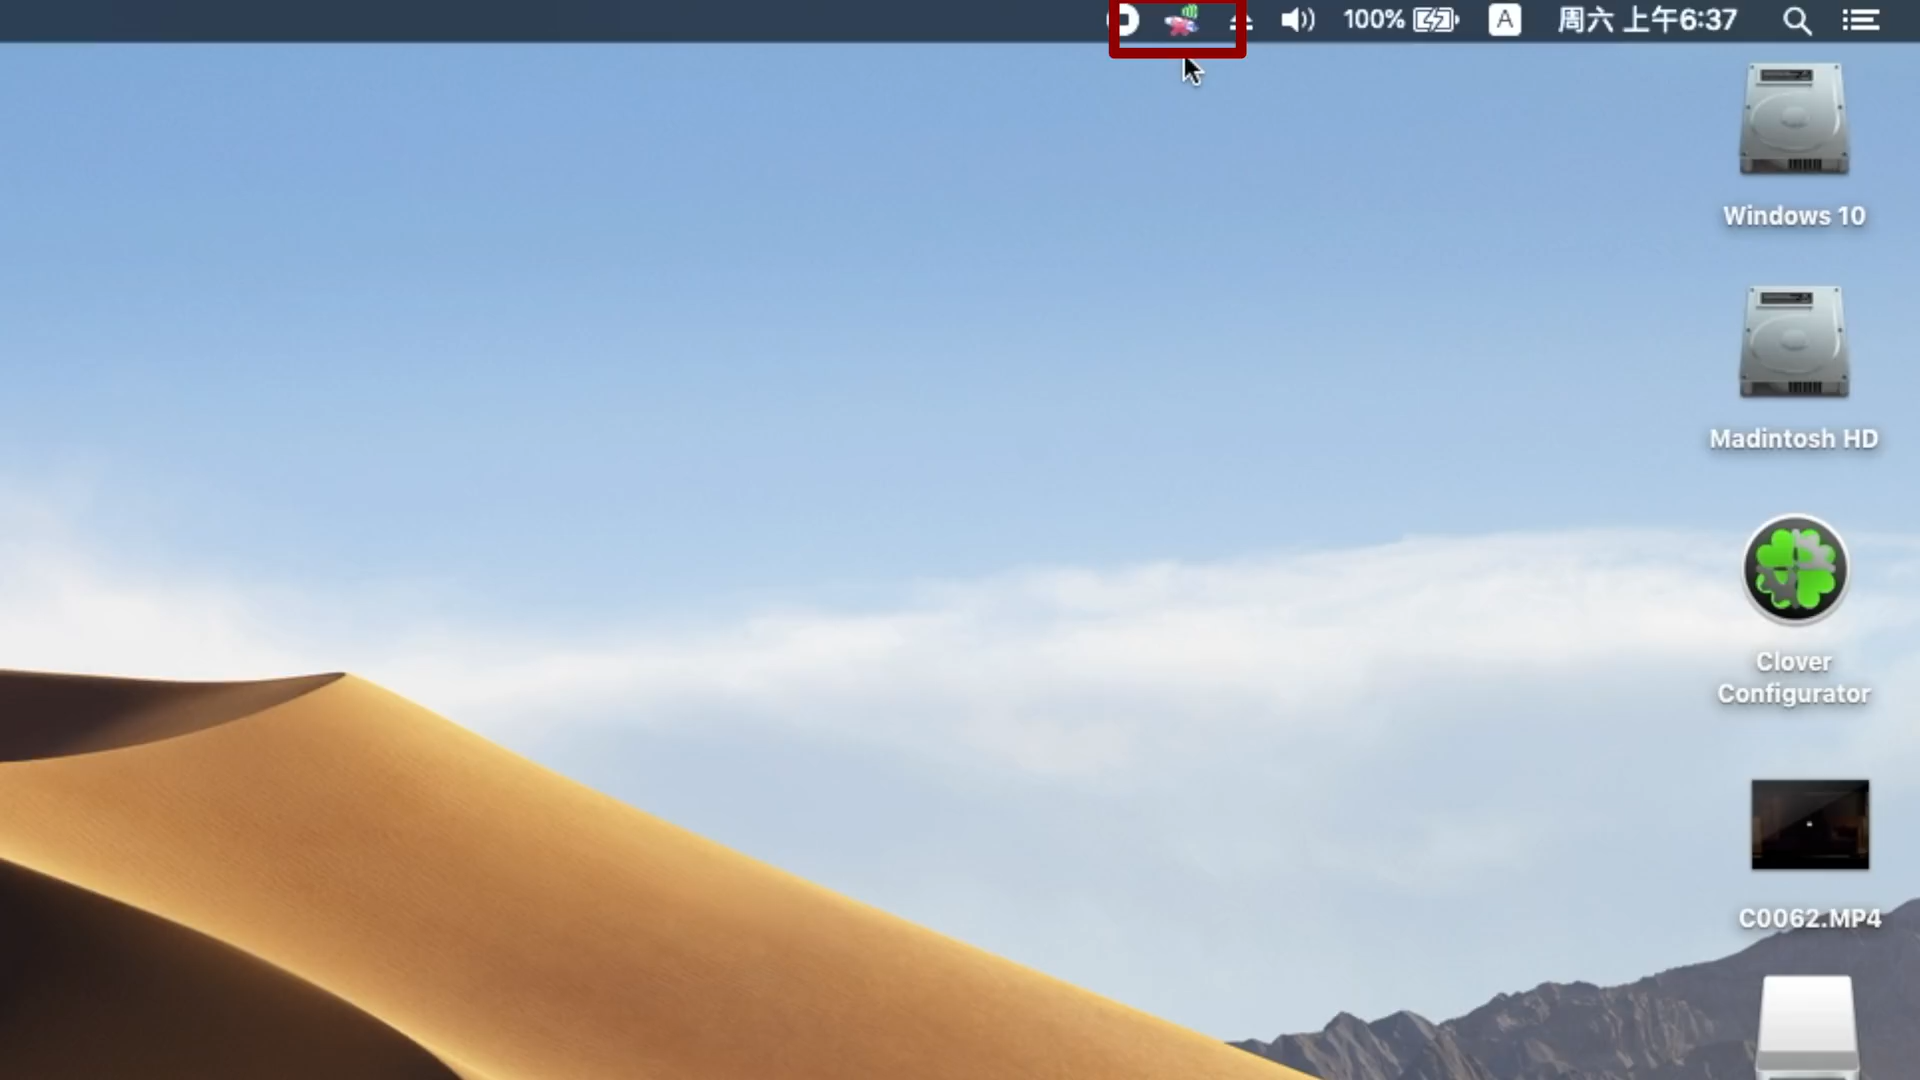 100% A 周六 上午6:37
Windows 10
Madintosh HD
Clover
Configurator
C0062.MP4